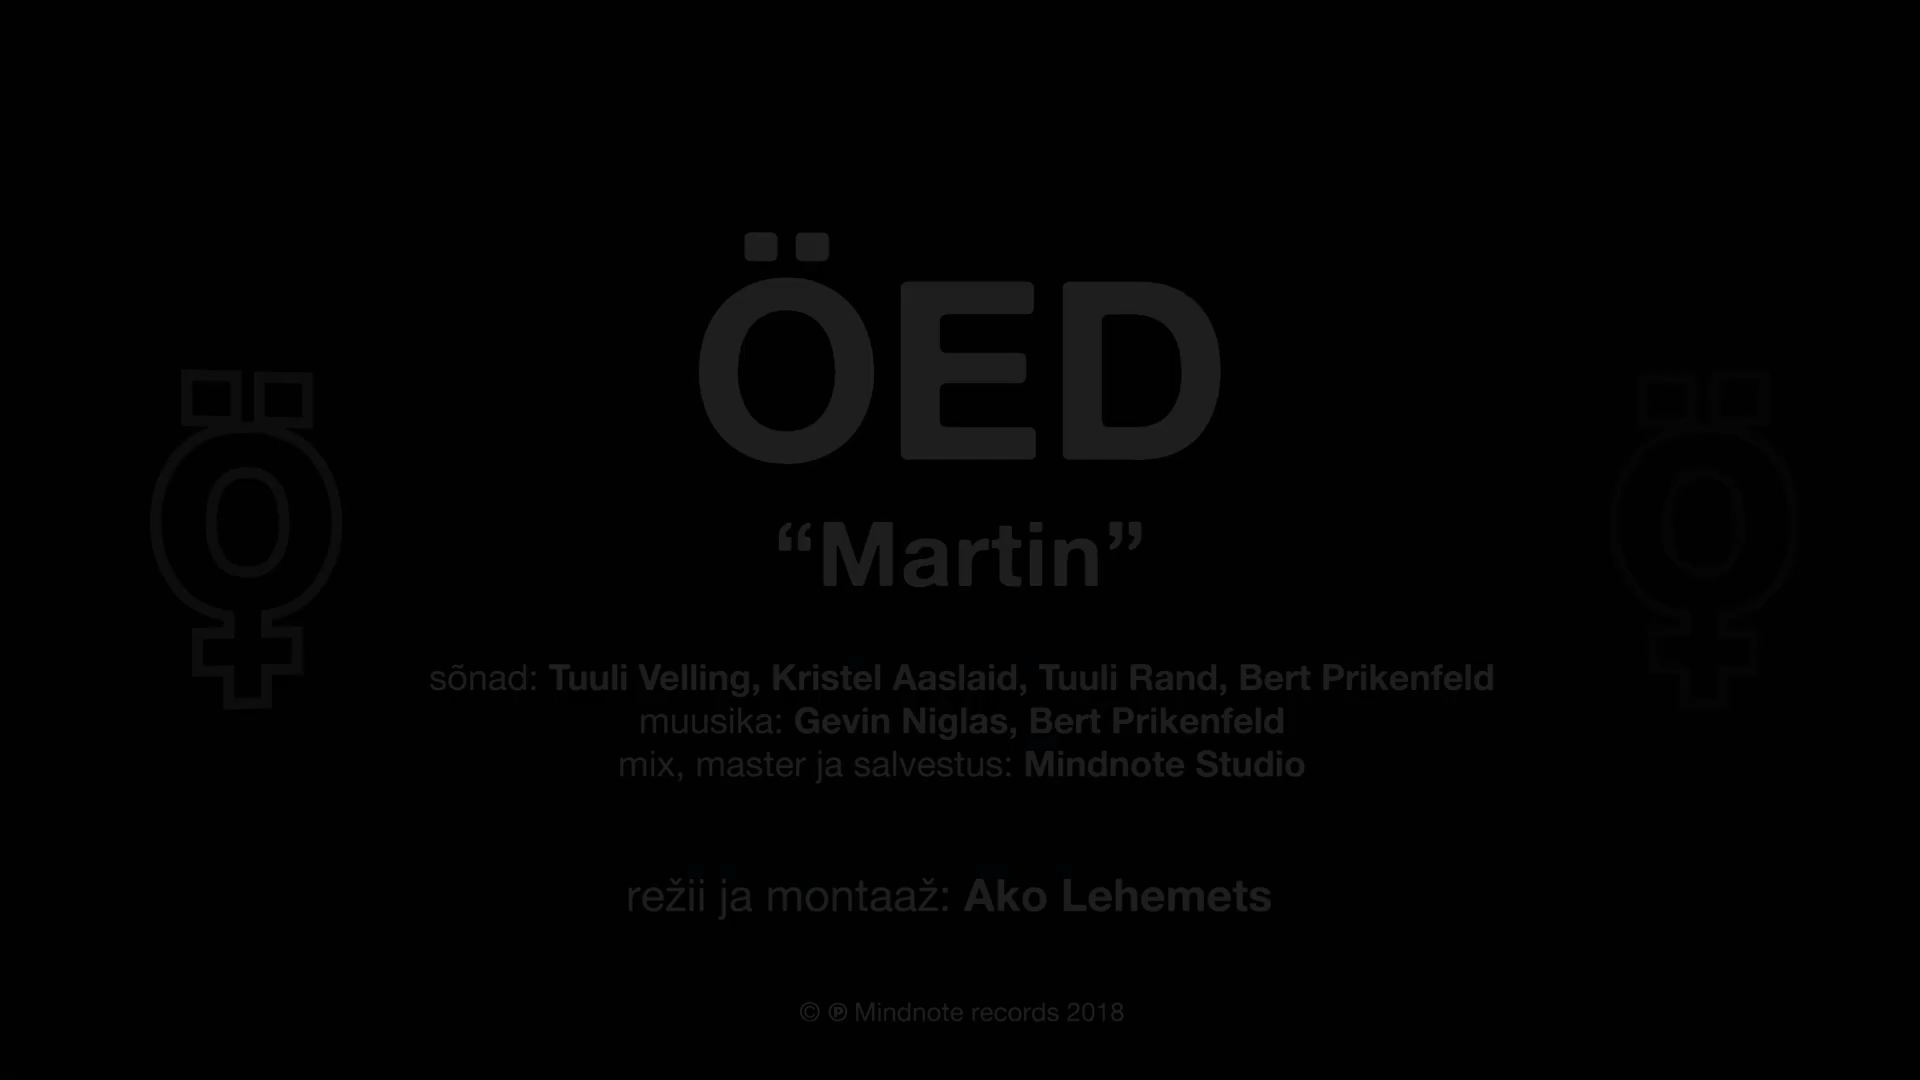 ÖED
“Martin”
sõnad: Tuuli Velling, Kristel Aaslaid, Tuuli Rand, Bert Prikenfeld
muusika: Gevin Niglas, Bert Prikenfeld
mix, master ja salvestus: Mindnote Studio
režii ja montaaž: Ako Lehemets
© ℗ Mindnote records 2018